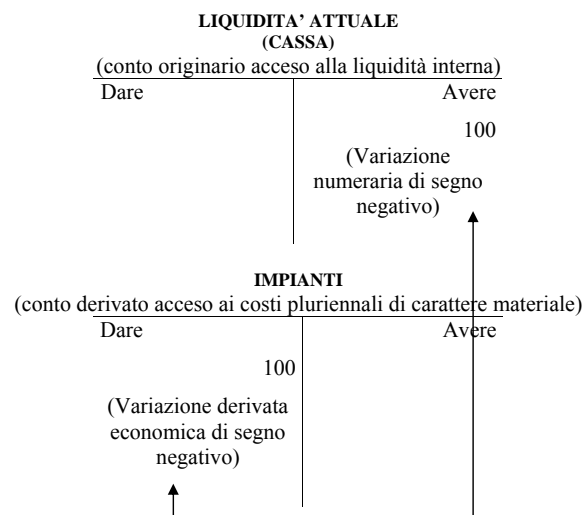 LIQUIDITA’ ATTUALE
(CASSA)
(conto originario acceso alla liquidità interna)
Dare Avere
100
(Variazione
numeraria di segno
negativo)
IMPIANTI
(conto derivato acceso ai costi pluriennali di carattere materiale)
Dare Avere
100
(Variazione derivata
economica di segno
negativo)